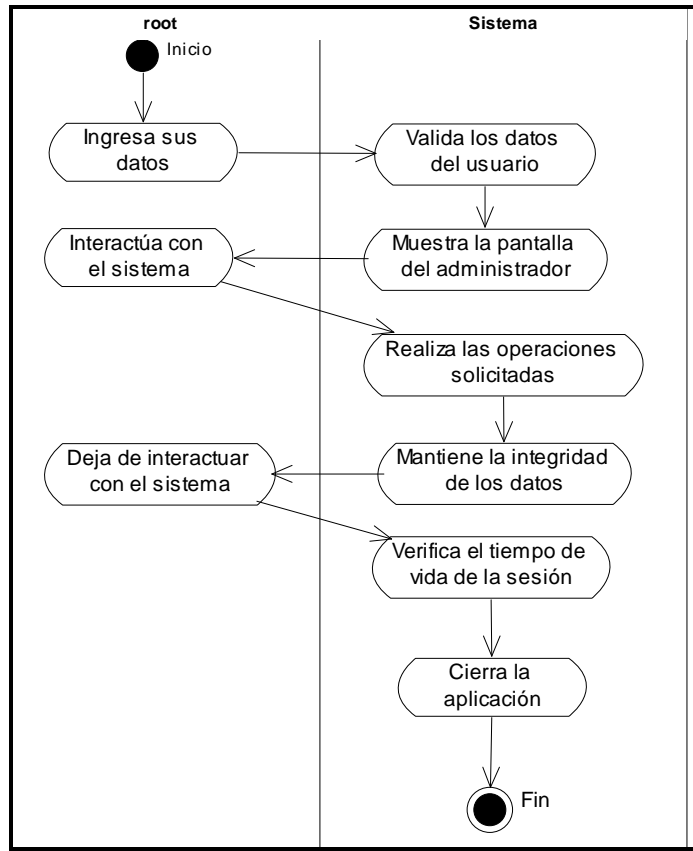 root
Sistema
Inicio
Ingresa sus
datos
Valida los datos
del usuario
Muestra la pantalla
del administrador
Interactúa con
el sistema
Realiza las operaciones
solicitadas
Mantiene la integridad
de los datos
Deja de interactuar
con el sistema
Verifica el tiempo de
vida de la sesión
Cierra la
aplicación
Fin